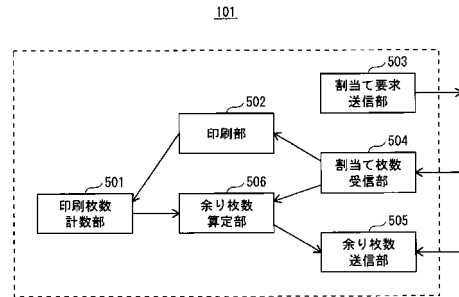 101
503
割当て要求
送信部
502
印刷部
504
割当て枚数
受信部
501
印刷枚数
計数部
506
余り枚数
算定部
505
余り枚数
送信部